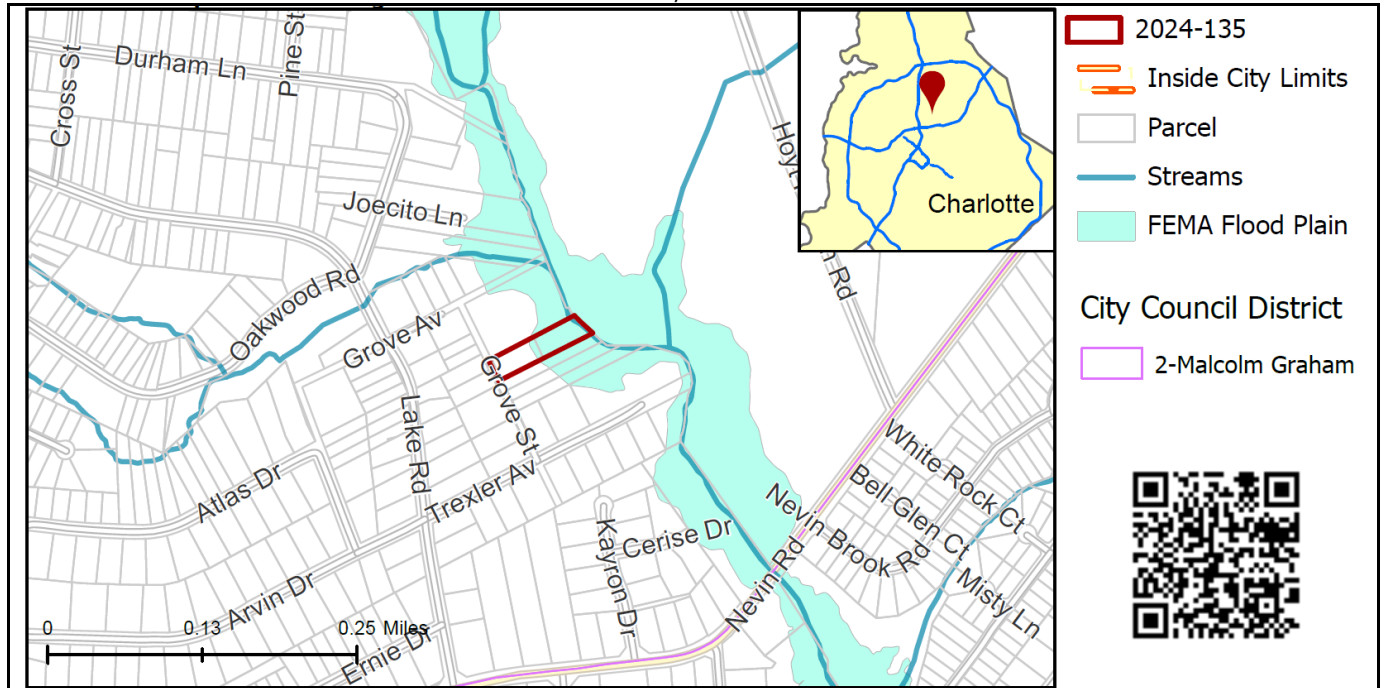 Durham Ln
Pine St
Cross St
Joecito Ln
Oakwood Rd
Grove Av
Grove St
Lake Rd
Trexler Av
Atlas Dr
Arvin Dr
Ernie Dr
Kayron Dr
Cerise Dr
Nevin Rd
Nevin Brook Rd
Bell Glen Ct
White Rock Ct
Misty Ln
Rd
0
0.13
0.25 Miles
Charlotte
2024-135
Inside City Limits
Parcel
Streams
FEMA Flood Plain
City Council District
2-Malcolm Graham